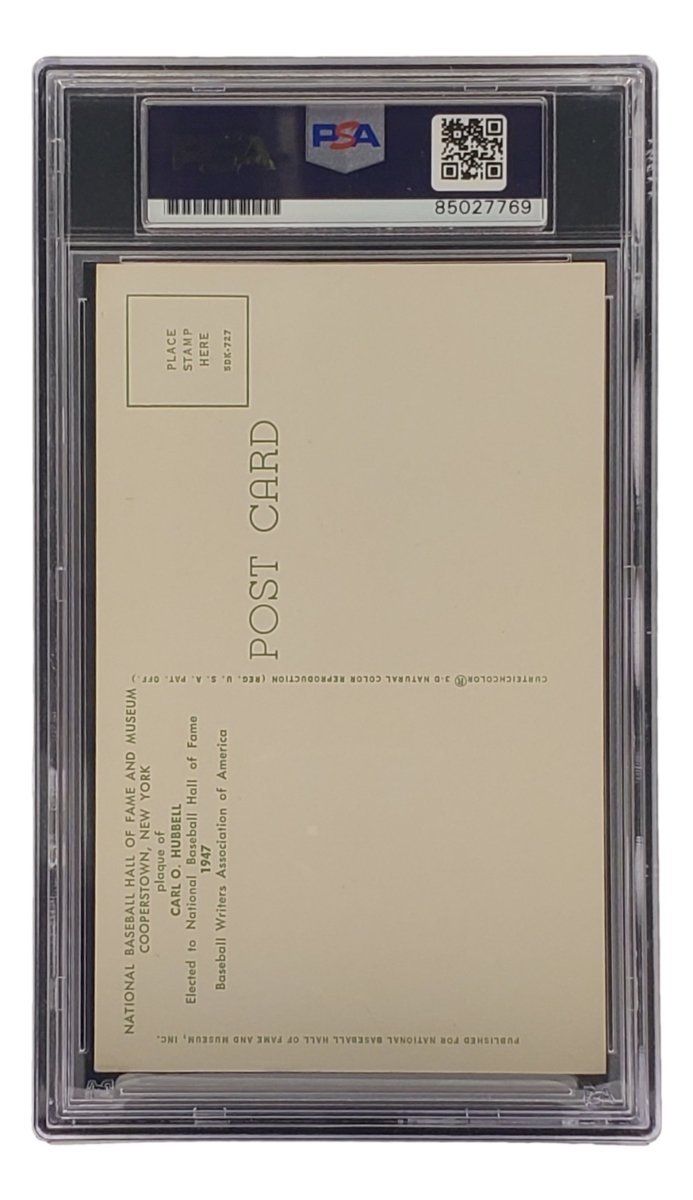 PSA
85027769
PLACE
STAMP
HERE
5DK-727
POST CARD
CURTEICHCOLOR® 3-D NATURAL COLOR REPRODUCTION (REG. U. S. A. PAT. OFF.)
NATIONAL BASEBALL HALL OF FAME AND MUSEUM
COOPERSTOWN, NEW YORK
plaque of
CARL O. HUBBELL
Elected to National Baseball Hall of Fame
1947
Baseball Writers Association of America
PUBLISHED FOR NATIONAL BASEBALL HALL OF FAME AND MUSEUM, INC.